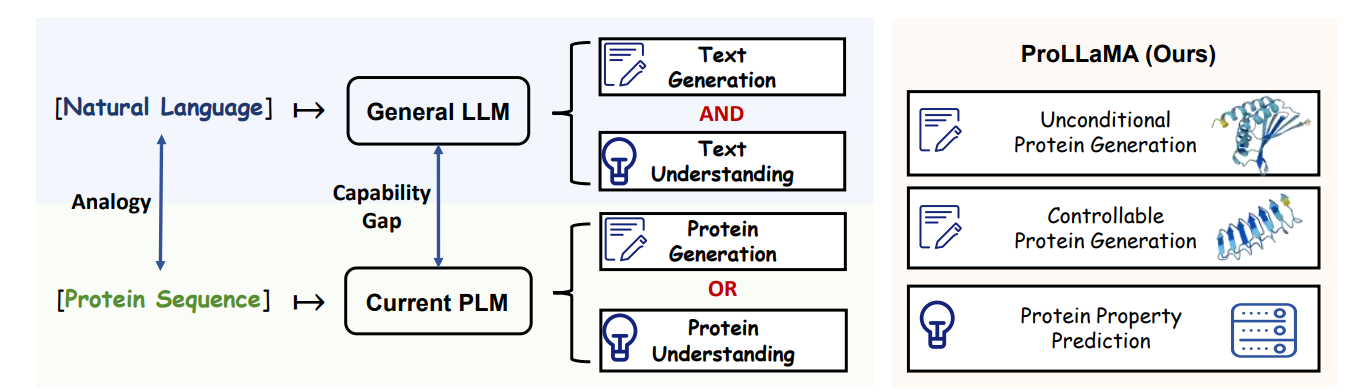 [Natural Language]
↦
General LLM
Text
Generation
AND
Text
Understanding
Analogy
Capability
Gap
[Protein Sequence]
↦
Current PLM
Protein
Generation
OR
Protein
Understanding
ProLLaMA (Ours)
Unconditional
Protein Generation
Controllable
Protein Generation
Protein Property
Prediction